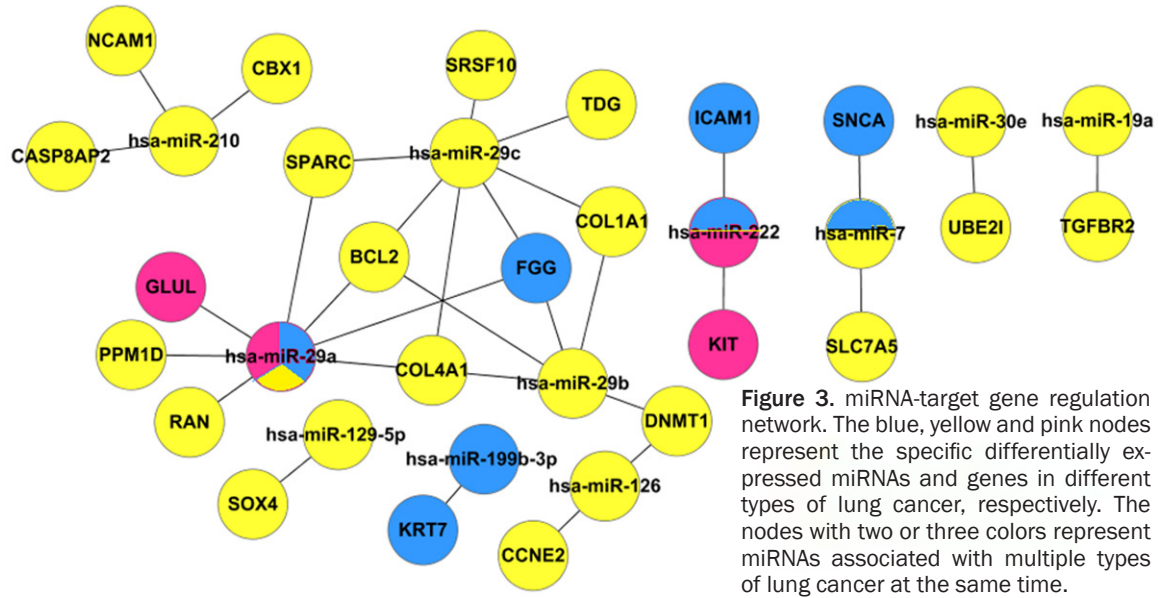 NCAM1
CBX1
SRSF10
TDG
ICAM1
SNCA
hsa-miR-30e
hsa-miR-19a
CASP8AP2
hsa-miR-210
SPARC
hsa-miR-29c
COL1A1
hsa-miR-222
hsa-miR-7
UBE2I
TGFBR2
BCL2
FGG
GLUL
KIT
SLC7A5
PPM1D
hsa-miR-29a
COL4A1
hsa-miR-29b
RAN
DNMT1
hsa-miR-129-5p
hsa-miR-199b-3p
hsa-miR-126
SOX4
KRT7
CCNE2
Figure 3. miRNA-target gene regulation
network. The blue, yellow and pink nodes
represent the specific differentially ex-
pressed miRNAs and genes in different
types of lung cancer, respectively. The
nodes with two or three colors represent
miRNAs associated with multiple types
of lung cancer at the same time.